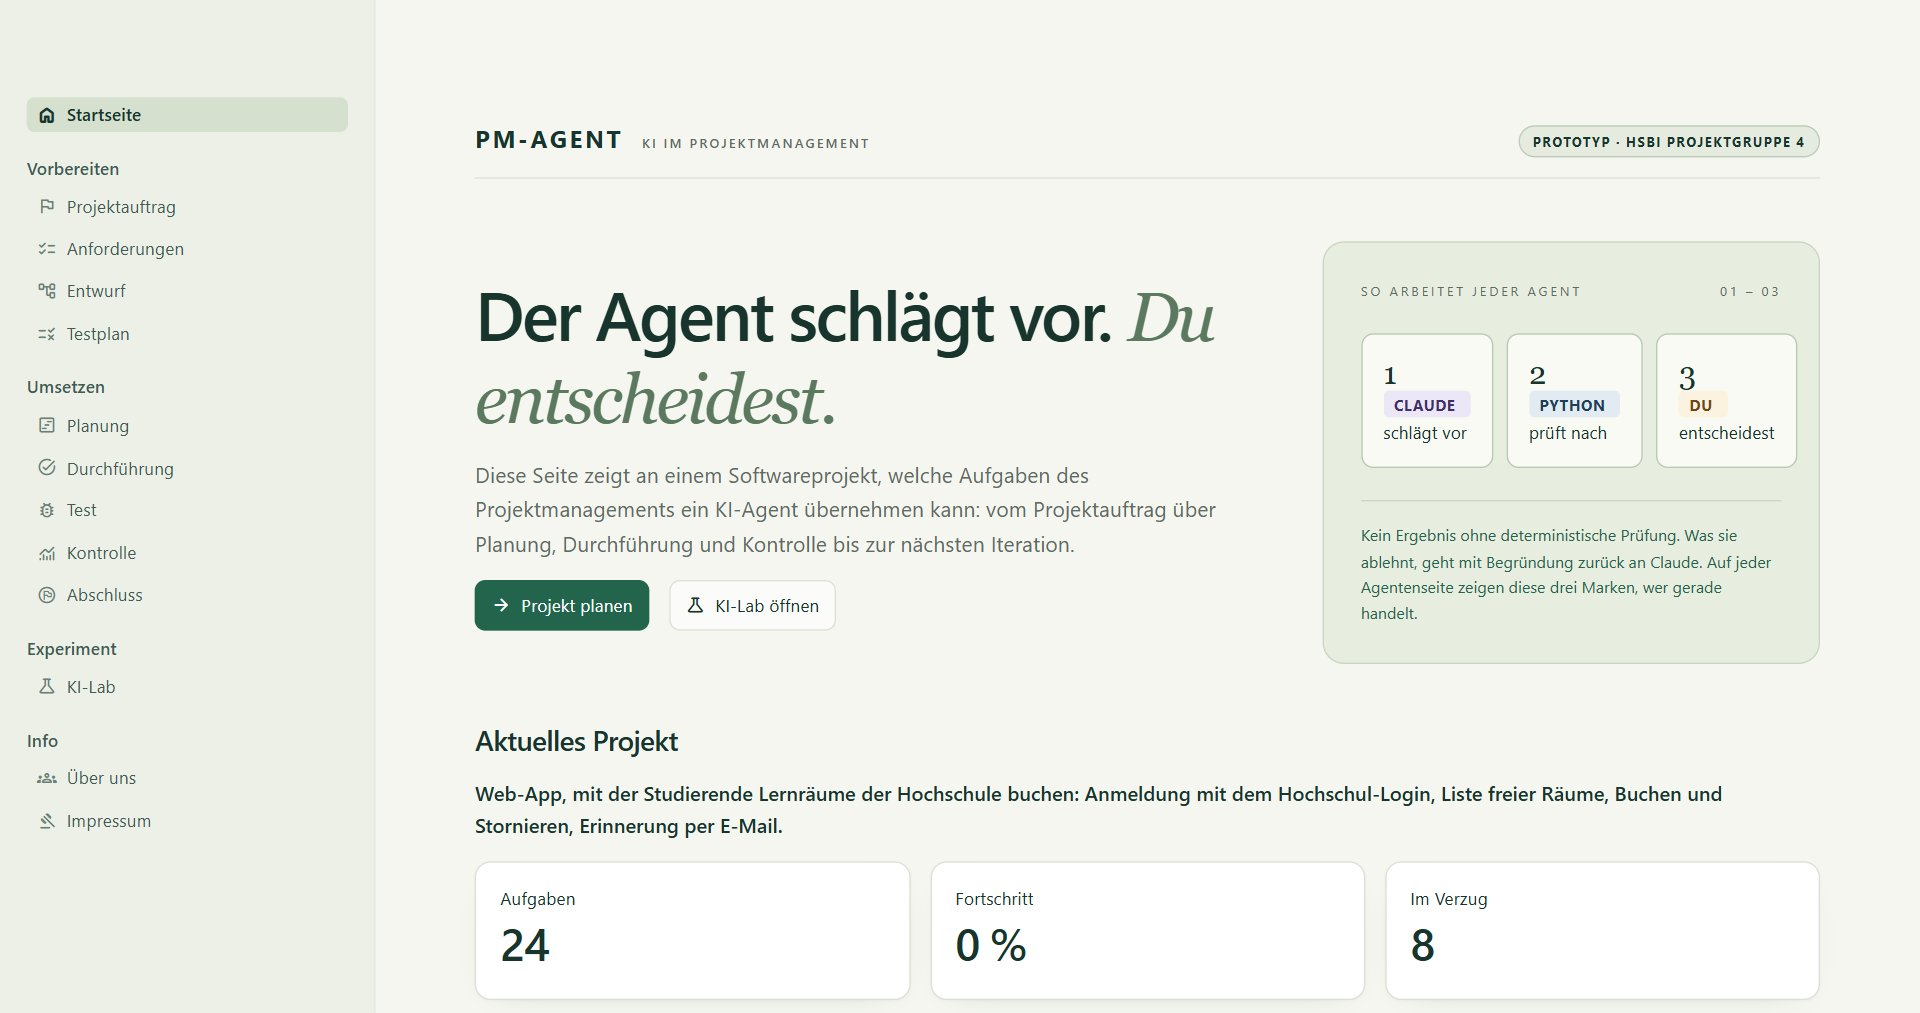 Startseite
Vorbereiten
Projektauftrag
Anforderungen
Entwurf
Testplan
Umsetzen
Planung
Durchführung
Test
Kontrolle
Abschluss
Experiment
KI-Lab
Info
Über uns
Impressum
PM-AGENT KI IM PROJEKTMANAGEMENT
PROTOTYP · HSBI PROJEKTGRUPPE 4
Der Agent schlägt vor. Du
entscheidest.
Diese Seite zeigt an einem Softwareprojekt, welche Aufgaben des
Projektmanagements ein KI-Agent übernehmen kann: vom Projektauftrag über
Planung, Durchführung und Kontrolle bis zur nächsten Iteration.
Projekt planen
KI-Lab öffnen
SO ARBEITET JEDER AGENT
01 – 03
1
CLAUDE
schlägt vor
2
PYTHON
prüft nach
3
DU
entscheidest
Kein Ergebnis ohne deterministische Prüfung. Was sie
ablehnt, geht mit Begründung zurück an Claude. Auf jeder
Agentenseite zeigen diese drei Marken, wer gerade
handelt.
Aktuelles Projekt
Web-App, mit der Studierende Lernräume der Hochschule buchen: Anmeldung mit dem Hochschul-Login, Liste freier Räume, Buchen und
Stornieren, Erinnerung per E-Mail.
Aufgaben
24
Fortschritt
0 %
Im Verzug
8